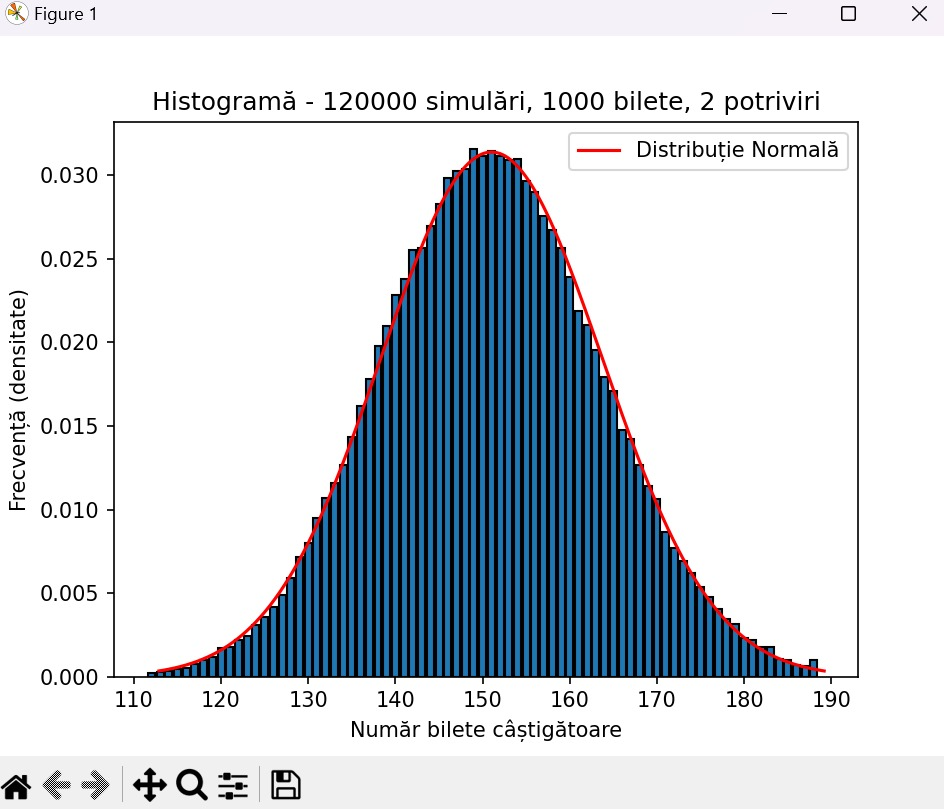 Figure 1
Histogramă - 120000 simulări, 1000 bilete, 2 potriviri
Distribuție Normală
0.030
0.025
0.020
0.015
0.010
0.005
0.000
Frecvență (densitate)
110 120 130 140 150 160 170 180 190
Număr bilete câștigătoare